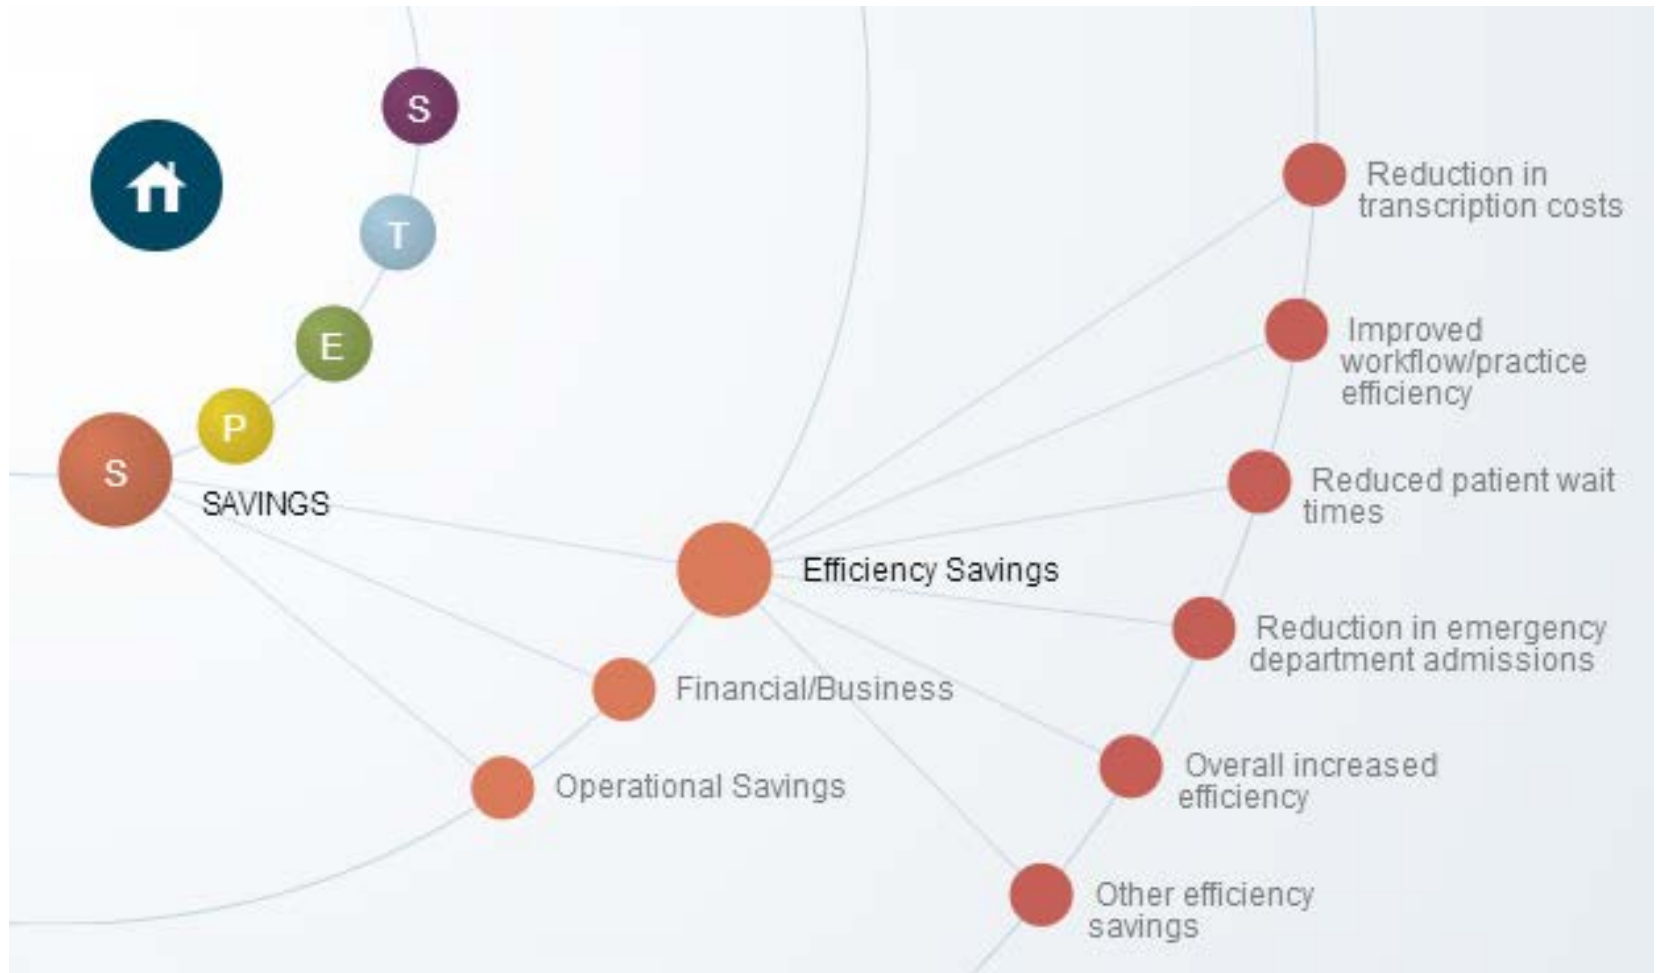 S
T
E
P
S
SAVINGS
Efficiency Savings
Financial/Business
Operational Savings
Reduction in
transcription costs
Improved
workflow/practice
efficiency
Reduced patient wait
times
Reduction in emergency
department admissions
Overall increased
efficiency
Other efficiency
savings